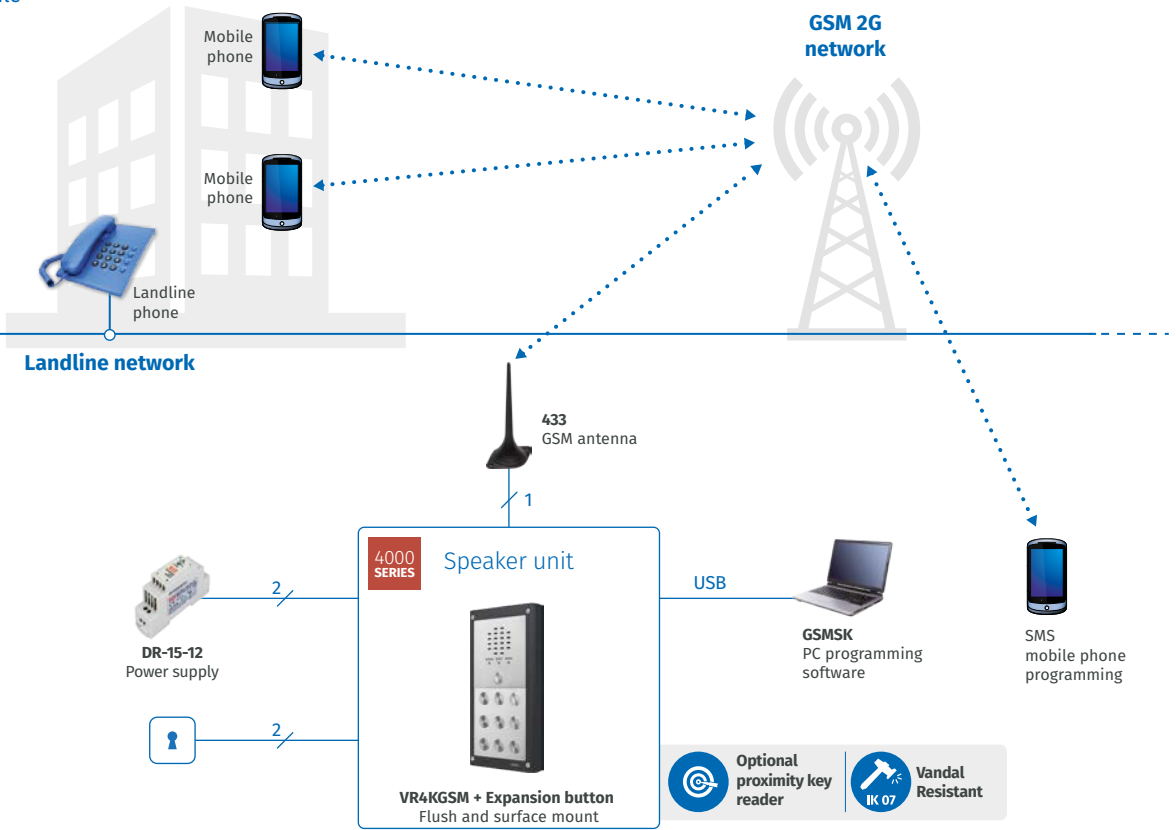 Mobile
phone
GSM 2G
network
Mobile
phone
Landline
phone
Landline network
433
GSM antenna
1
4000
SERIES
Speaker unit
2
USB
DR-15-12
Power supply
GSMSK
PC programming
software
SMS
mobile phone
programming
2
VR4KGSM + Expansion button
Flush and surface mount
Optional
proximity key
reader
IK 07
Vandal
Resistant